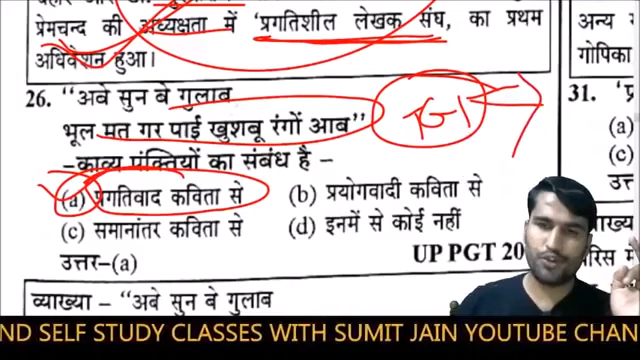 प्रेमचन्द की अध्यक्षता में 'प्रगतिशील लेखक संघ, का प्रथम
अधिवेशन हुआ।
26. "अबे सुन बे गुलाब
भूल मत गर पाई खुशबू रंगों आब"
–काव्य पंक्तियों का संबंध है –
(a) प्रगतिवाद कविता से (b) प्रयोगवादी कविता से
(c) समानांतर कविता से (d) इनमें से कोई नहीं
उत्तर–(a) UP PGT 20
व्याख्या – "अबे सुन बे गुलाब
अन्य
गोपिका
31.
(a)
(c)
उत्त
ND SELF STUDY CLASSES WITH SUMIT JAIN YOUTUBE CHAN